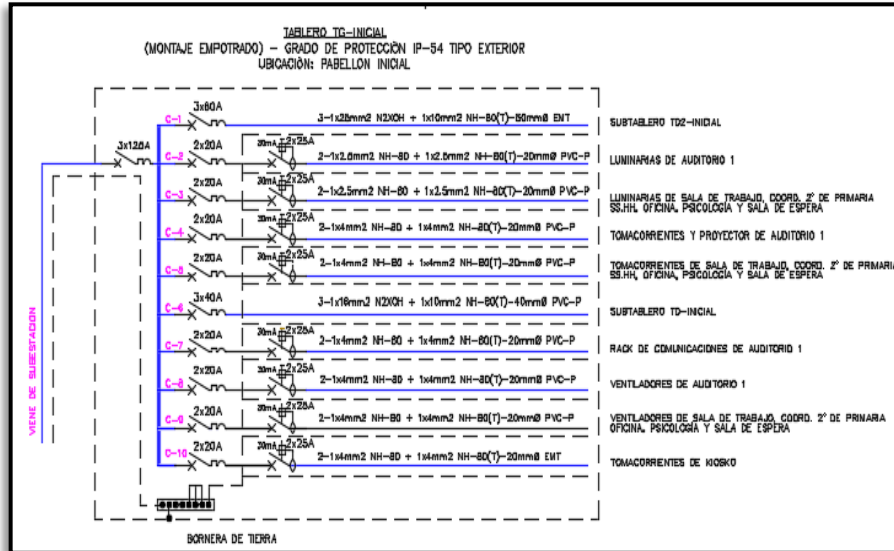 TABLERO TG-INICIAL
(MONTAJE EMPOTRADO) - GRADO DE PROTECCIÓN IP-54 TIPO EXTERIOR
UBICACIÓN: PABELLON INICIAL
VIENE DE SUBESTACION
3x125A
C-1 3x60A 3-1x25mm2 N2XOH + 1x10mm2 NH-80(T)-50mmØ EMT SUBTABLERO TD2-INICIAL
C-2 2x20A 30mA 2x25A 2-1x2.5mm2 NH-80 + 1x2.5mm2 NH-80(T)-20mmØ PVC-P LUMINARIAS DE AUDITORIO 1
C-3 2x20A 30mA 2x25A 2-1x2.5mm2 NH-80 + 1x2.5mm2 NH-80(T)-20mmØ PVC-P LUMINARIAS DE SALA DE TRABAJO, COORD. 2° DE PRIMARIA
SS.HH, OFICINA, PSICOLOGIA Y SALA DE ESPERA
C-4 2x20A 30mA 2x25A 2-1x4mm2 NH-80 + 1x4mm2 NH-80(T)-20mmØ PVC-P TOMACORRIENTES Y PROYECTOR DE AUDITORIO 1
C-5 2x20A 30mA 2x25A 2-1x4mm2 NH-80 + 1x4mm2 NH-80(T)-20mmØ PVC-P TOMACORRIENTES DE SALA DE TRABAJO, COORD. 2° DE PRIMARIA
SS.HH, OFICINA, PSICOLOGIA Y SALA DE ESPERA
C-6 3x40A 3-1x16mm2 N2XOH + 1x10mm2 NH-80(T)-40mmØ PVC-P SUBTABLERO TD-INICIAL
C-7 2x20A 30mA 2x25A 2-1x4mm2 NH-80 + 1x4mm2 NH-80(T)-20mmØ PVC-P RACK DE COMUNICACIONES DE AUDITORIO 1
C-8 2x20A 30mA 2x25A 2-1x4mm2 NH-80 + 1x4mm2 NH-80(T)-20mmØ PVC-P VENTILADORES DE AUDITORIO 1
C-9 2x20A 30mA 2x25A 2-1x4mm2 NH-80 + 1x4mm2 NH-80(T)-20mmØ PVC-P VENTILADORES DE SALA DE TRABAJO, COORD. 2° DE PRIMARIA
OFICINA, PSICOLOGIA Y SALA DE ESPERA
C-10 2x20A 30mA 2x25A 2-1x4mm2 NH-80 + 1x4mm2 NH-80(T)-20mmØ EMT TOMACORRIENTES DE KIOSKO
BORNERA DE TIERRA